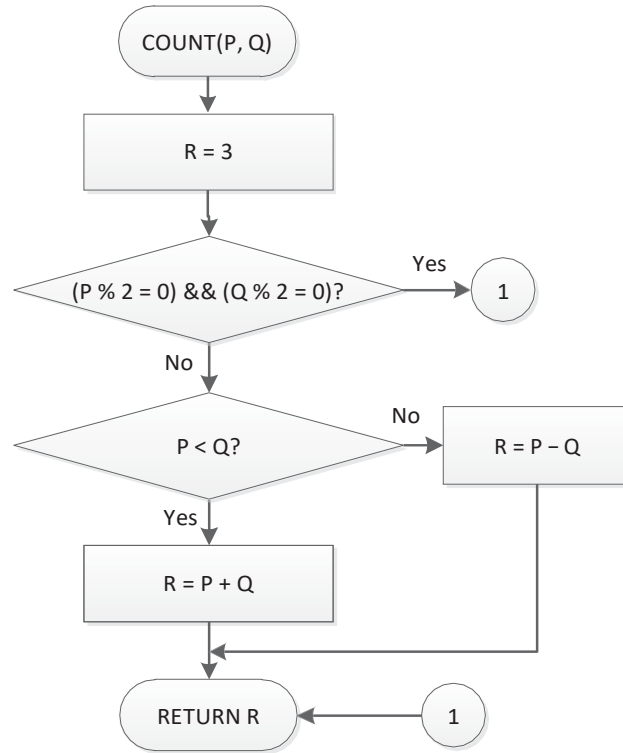 COUNT(P, Q)
R = 3
(P % 2 = 0) && (Q % 2 = 0)?
Yes
1
No
P < Q?
No
R = P − Q
Yes
R = P + Q
RETURN R
1